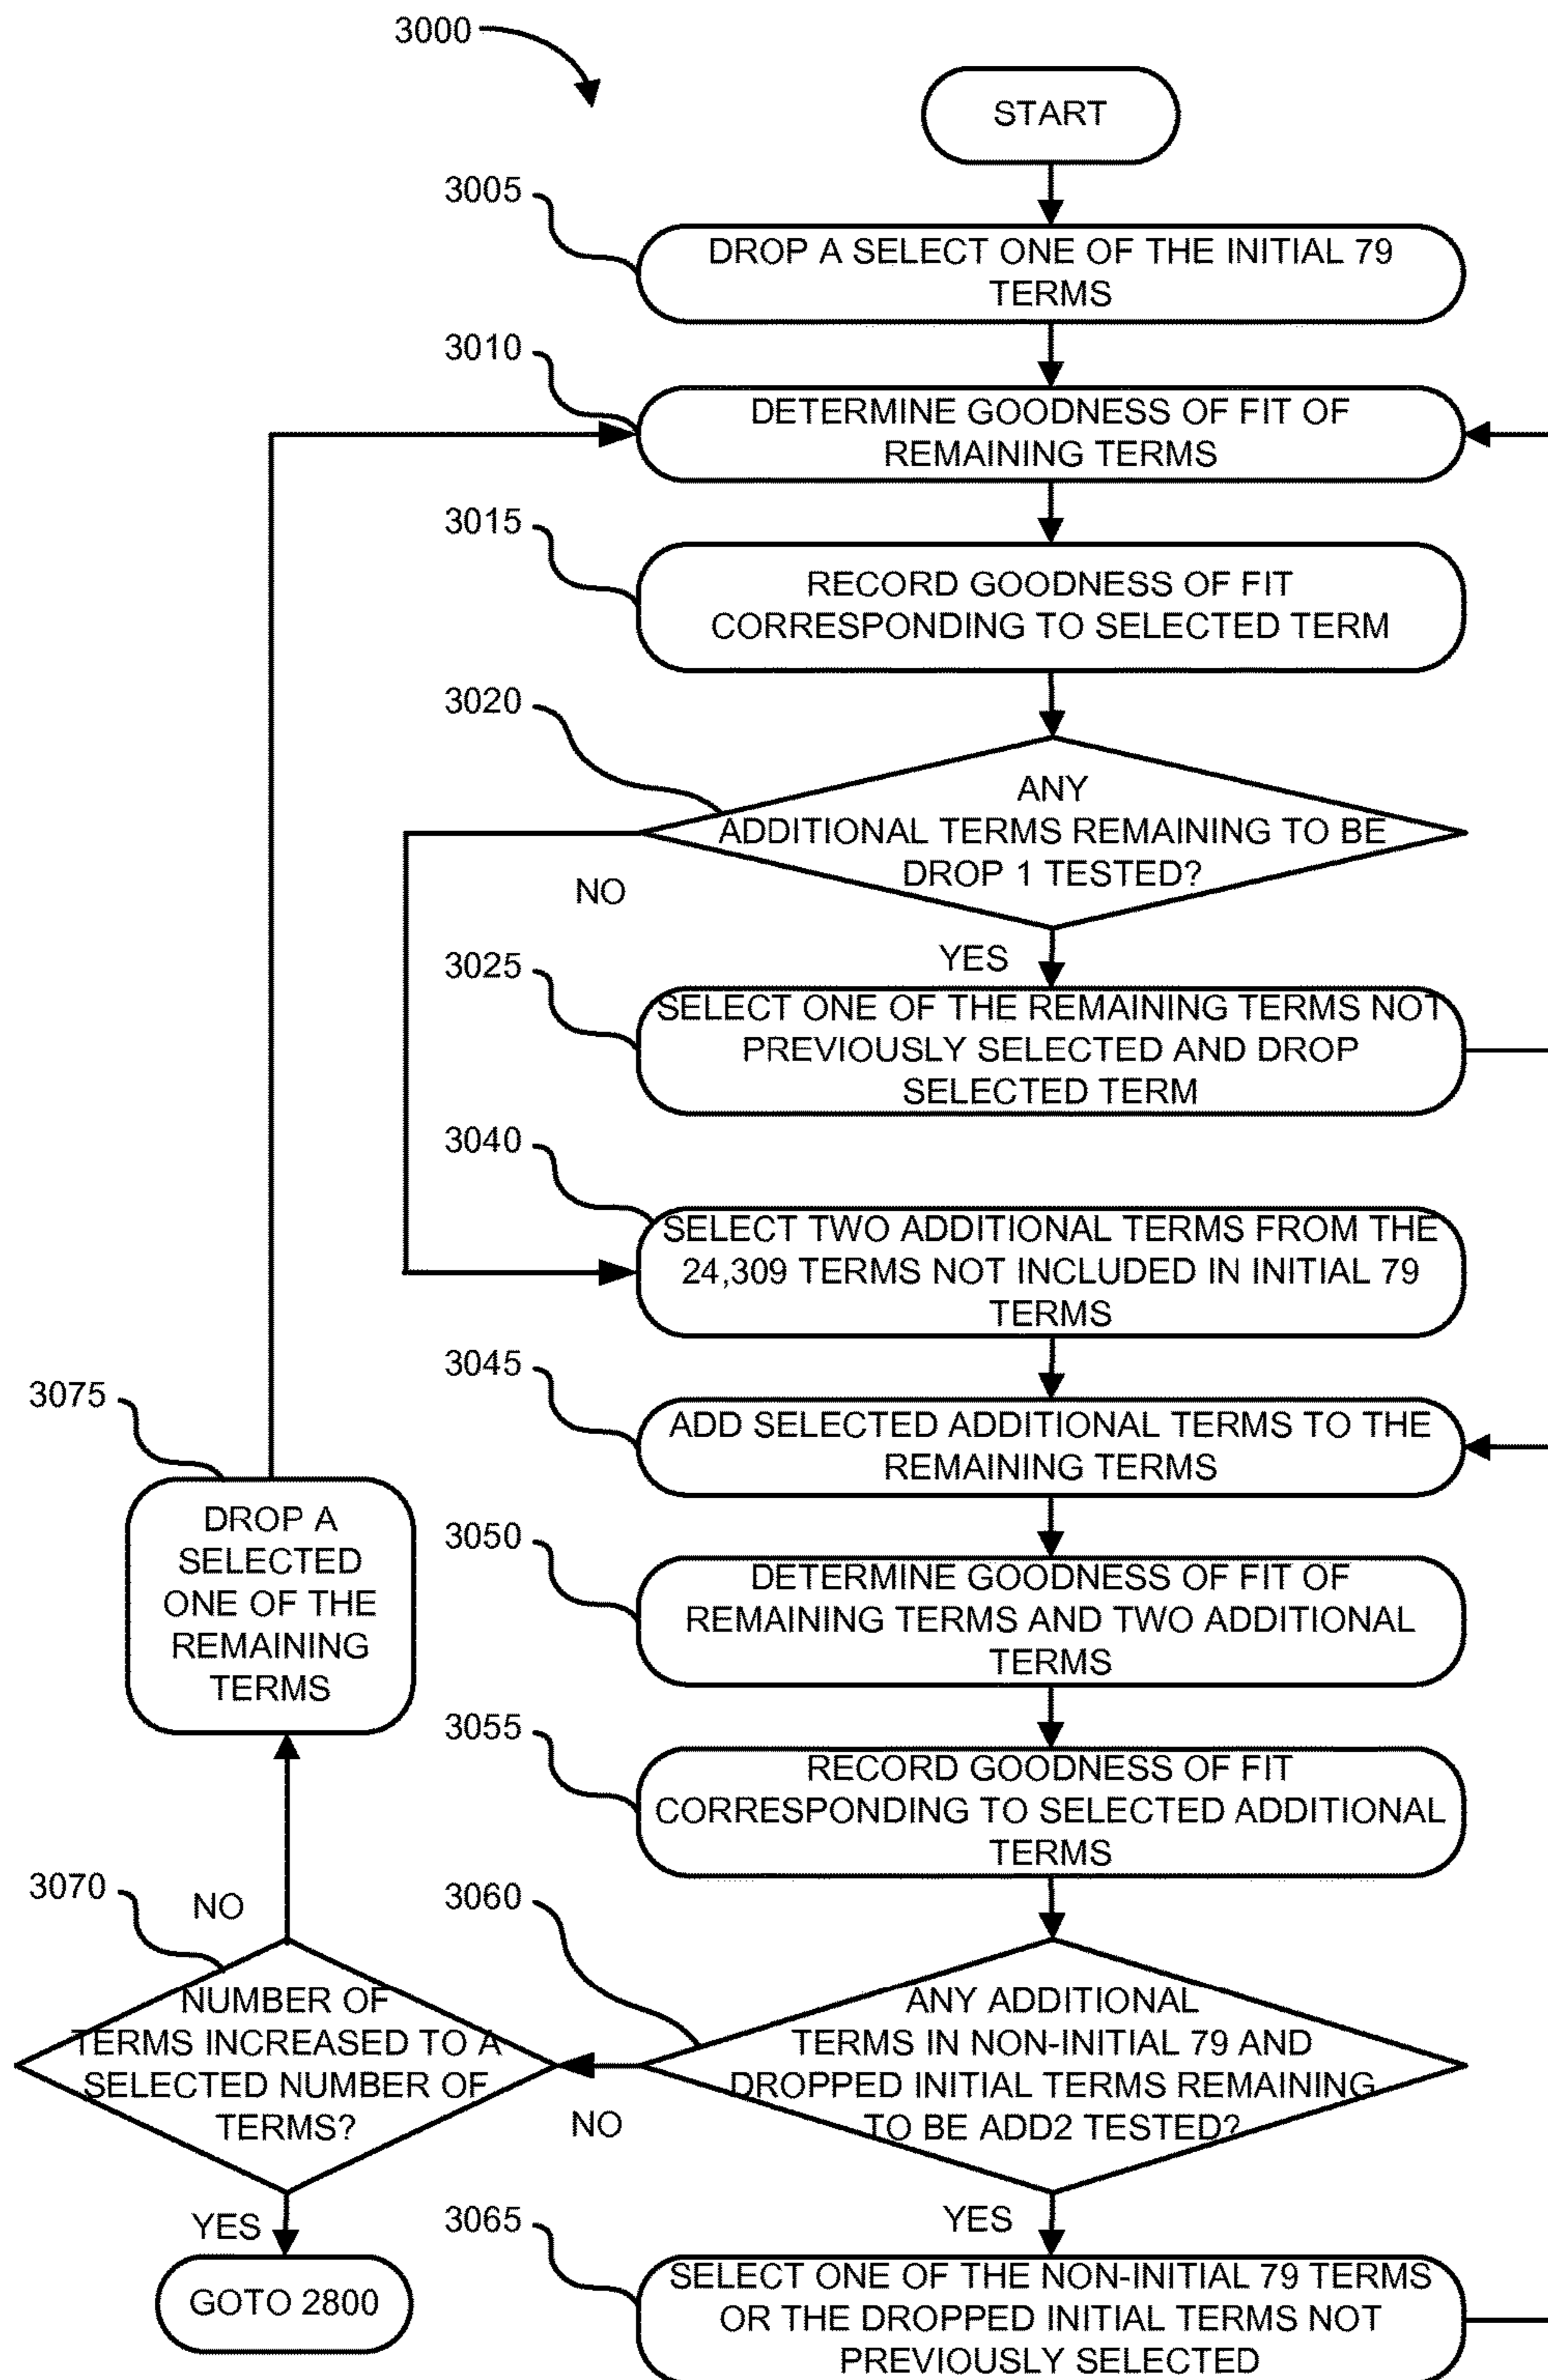 3000
START
3005
DROP A SELECT ONE OF THE INITIAL 79
TERMS
3010
DETERMINE GOODNESS OF FIT OF
REMAINING TERMS
3015
RECORD GOODNESS OF FIT
CORRESPONDING TO SELECTED TERM
3020
ANY
ADDITIONAL TERMS REMAINING TO BE
DROP 1 TESTED?
NO
YES
3025
SELECT ONE OF THE REMAINING TERMS NOT
PREVIOUSLY SELECTED AND DROP
SELECTED TERM
3040
SELECT TWO ADDITIONAL TERMS FROM THE
24,309 TERMS NOT INCLUDED IN INITIAL 79
TERMS
3045
ADD SELECTED ADDITIONAL TERMS TO THE
REMAINING TERMS
3075
DROP A
SELECTED
ONE OF THE
REMAINING
TERMS
3050
DETERMINE GOODNESS OF FIT OF
REMAINING TERMS AND TWO ADDITIONAL
TERMS
3055
RECORD GOODNESS OF FIT
CORRESPONDING TO SELECTED ADDITIONAL
TERMS
3070
NO
3060
NUMBER OF
TERMS INCREASED TO A
SELECTED NUMBER OF
TERMS?
ANY ADDITIONAL
TERMS IN NON-INITIAL 79 AND
DROPPED INITIAL TERMS REMAINING
TO BE ADD2 TESTED?
NO
YES
GOTO 2800
YES
3065
SELECT ONE OF THE NON-INITIAL 79 TERMS
OR THE DROPPED INITIAL TERMS NOT
PREVIOUSLY SELECTED